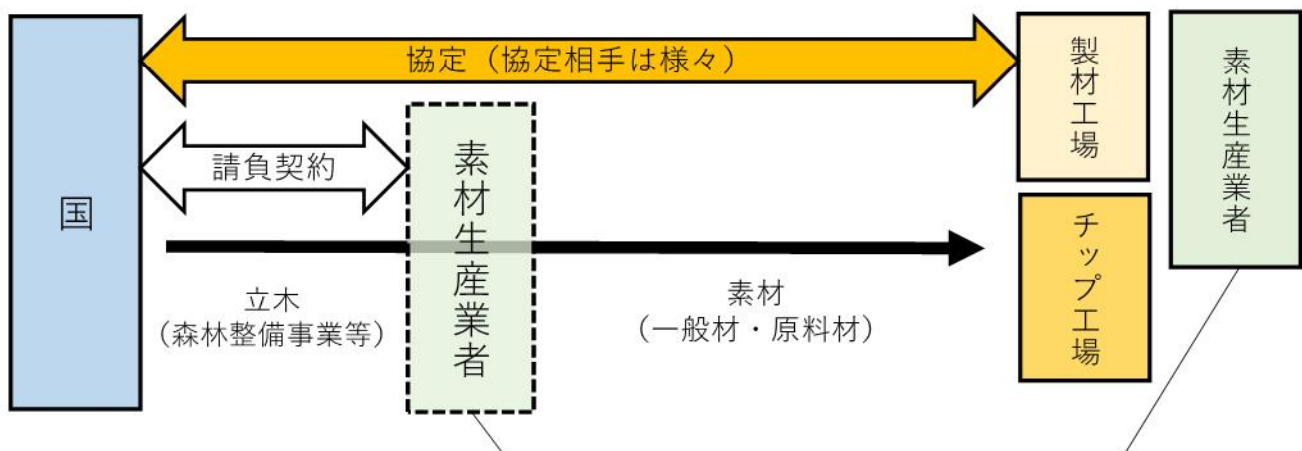 協定（協定相手は様々）
製材工場
素材生産業者
請負契約
素材生産業者
国
チップ工場
立木
（森林整備事業等）
素材
（一般材・原料材）